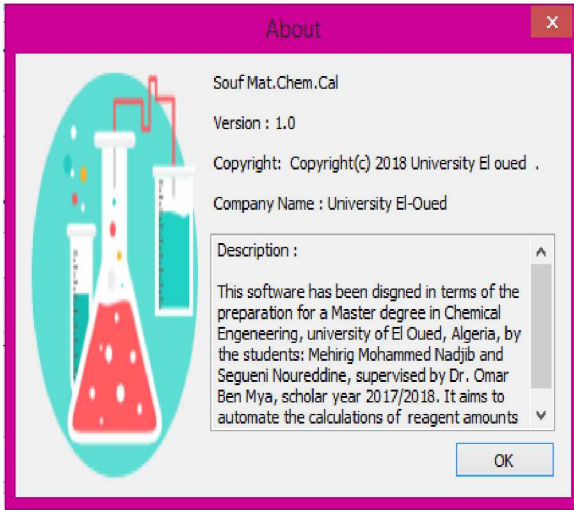 About
x
Souf Mat.Chem.Cal
Version : 1.0
Copyright: Copyright(c) 2018 University El oued .
Company Name : University El-Oued
Description :
This software has been disgned in terms of the
preparation for a Master degree in Chemical
Engeneering, university of El Oued, Algeria, by
the students: Mehirig Mohammed Nadjib and
Segueni Noureddine, supervised by Dr. Omar
Ben Mya, scholar year 2017/2018. It aims to
automate the calculations of reagent amounts
OK